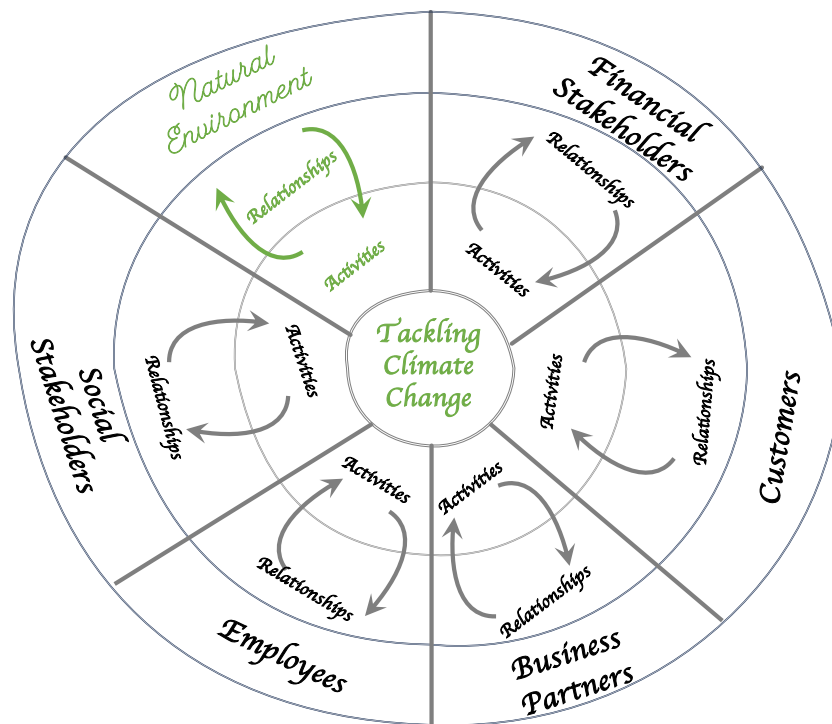 Natural
Environment
Relationships
Activities
Financial
Stakeholders
Relationships
Activities
Customers
Relationships
Activities
Business
Partners
Relationships
Activities
Employees
Relationships
Activities
Social
Stakeholders
Relationships
Activities
Tackling
Climate
Change